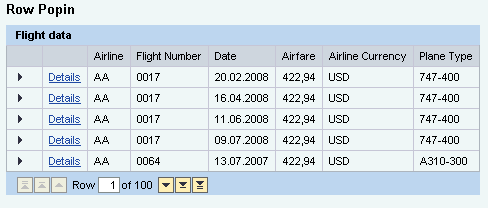 Row Popin
Flight data
Airline Flight Number Date Airfare Airline Currency Plane Type
Details AA 0017 20.02.2008 422,94 USD 747-400
Details AA 0017 16.04.2008 422,94 USD 747-400
Details AA 0017 11.06.2008 422,94 USD 747-400
Details AA 0017 09.07.2008 422,94 USD 747-400
Details AA 0064 13.07.2007 422,94 USD A310-300
Row 1 of 100